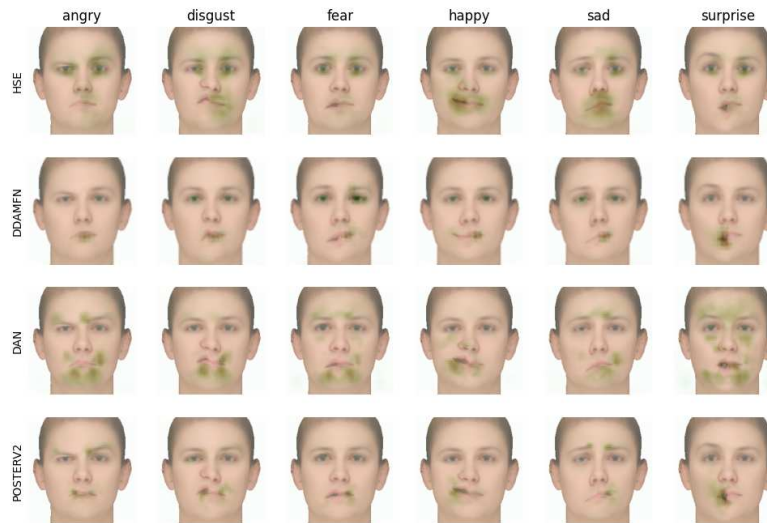 angry disgust fear happy sad surprise
HSE
DDAMFN
DAN
POSTERV2